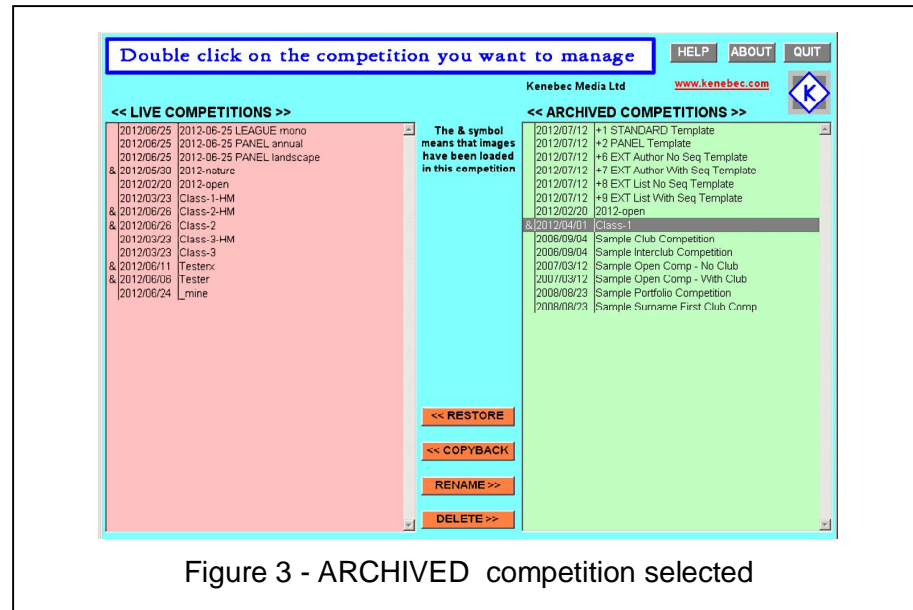 Double click on the competition you want to manage
HELP
ABOUT
QUIT
Kenebec Media Ltd
www.kenebec.com
K
<< LIVE COMPETITIONS >>
2012/06/25 2012-06-25 LEAGUE mono
2012/06/25 2012-06-25 PANEL annual
2012/06/25 2012-06-25 PANEL landscape
& 2012/05/30 2012-nature
2012/02/20 2012-open
2012/03/23 Class-1-HM
& 2012/06/26 Class-2-HM
& 2012/06/26 Class-2
2012/03/23 Class-3-HM
2012/03/23 Class-3
& 2012/06/11 Testerx
& 2012/06/06 Tester
2012/06/24 _mine
The & symbol
means that images
have been loaded
in this competition
<< RESTORE
<< COPYBACK
RENAME >>
DELETE >>
<< ARCHIVED COMPETITIONS >>
2012/07/12 +1 STANDARD Template
2012/07/12 +2 PANEL Template
2012/07/12 +6 EXT Author No Seq Template
2012/07/12 +7 EXT Author With Seq Template
2012/07/12 +8 EXT List No Seq Template
2012/07/12 +9 EXT List With Seq Template
2012/02/20 2012-open
& 2012/04/01 Class-1
2006/09/04 Sample Club Competition
2006/09/04 Sample Interclub Competition
2007/03/12 Sample Open Comp - No Club
2007/03/12 Sample Open Comp - With Club
2008/08/23 Sample Portfolio Competition
2008/08/23 Sample Surname First Club Comp
Figure 3 - ARCHIVED competition selected